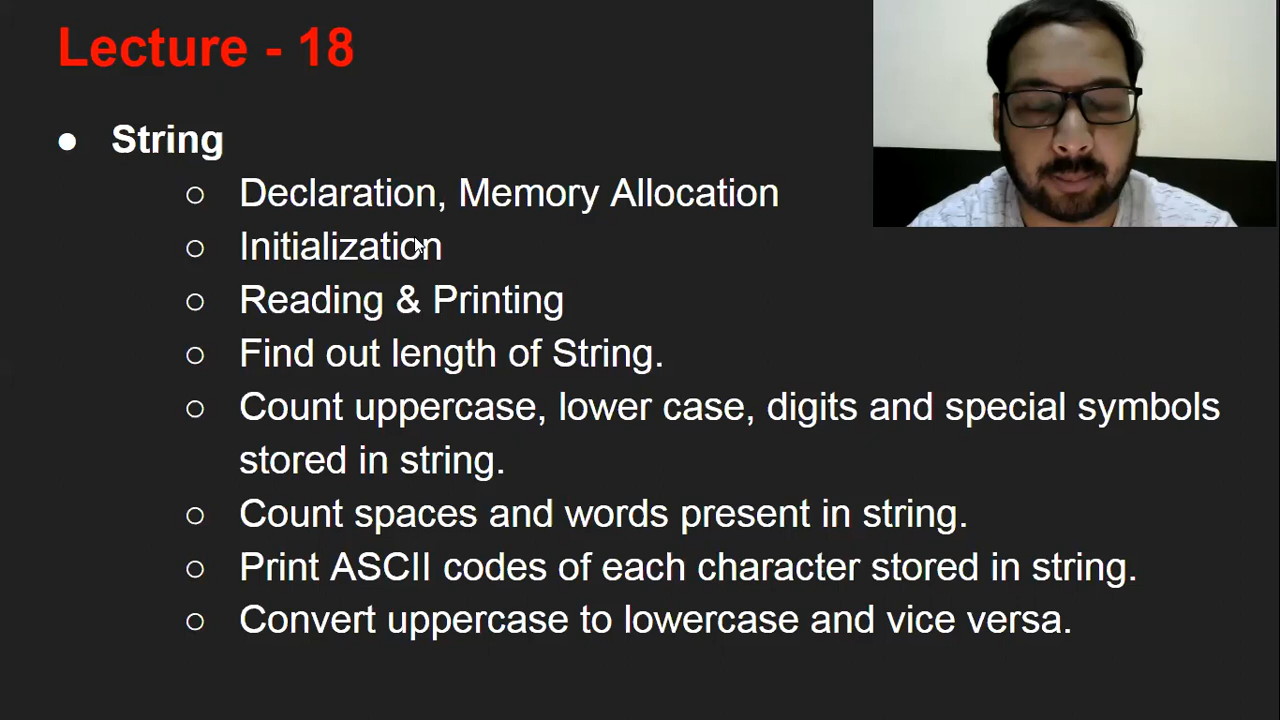 Lecture - 18
● String
○ Declaration, Memory Allocation
○ Initialization
○ Reading & Printing
○ Find out length of String.
○ Count uppercase, lower case, digits and special symbols
stored in string.
○ Count spaces and words present in string.
○ Print ASCII codes of each character stored in string.
○ Convert uppercase to lowercase and vice versa.